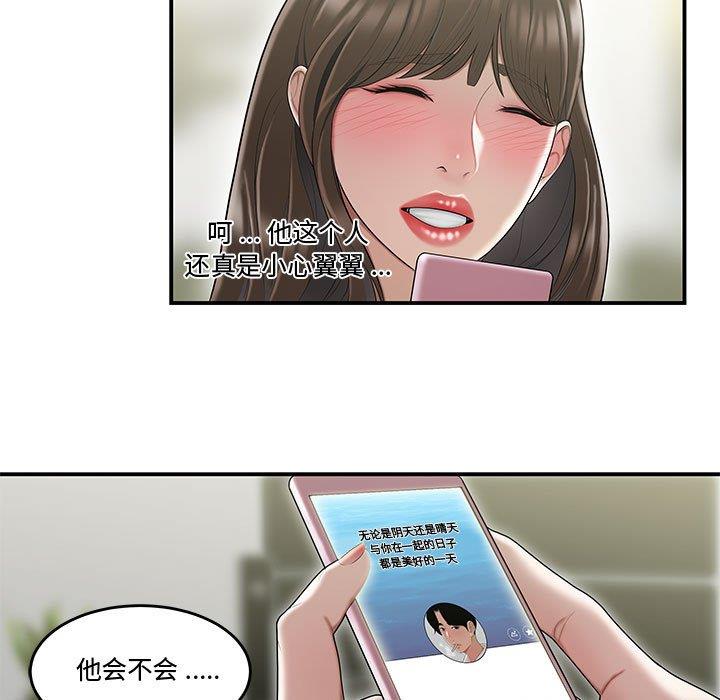 呵 ... 他这个人
还真是小心翼翼 ...
无论是阴天还是晴天
与你在一起的日子
都是美好的一天
他会不会 .....